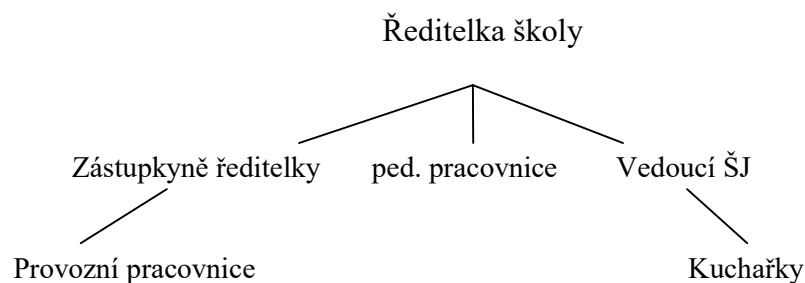 Ředitelka školy
Zástupkyně ředitelky ped. pracovnice Vedoucí ŠJ
Provozní pracovnice Kuchařky